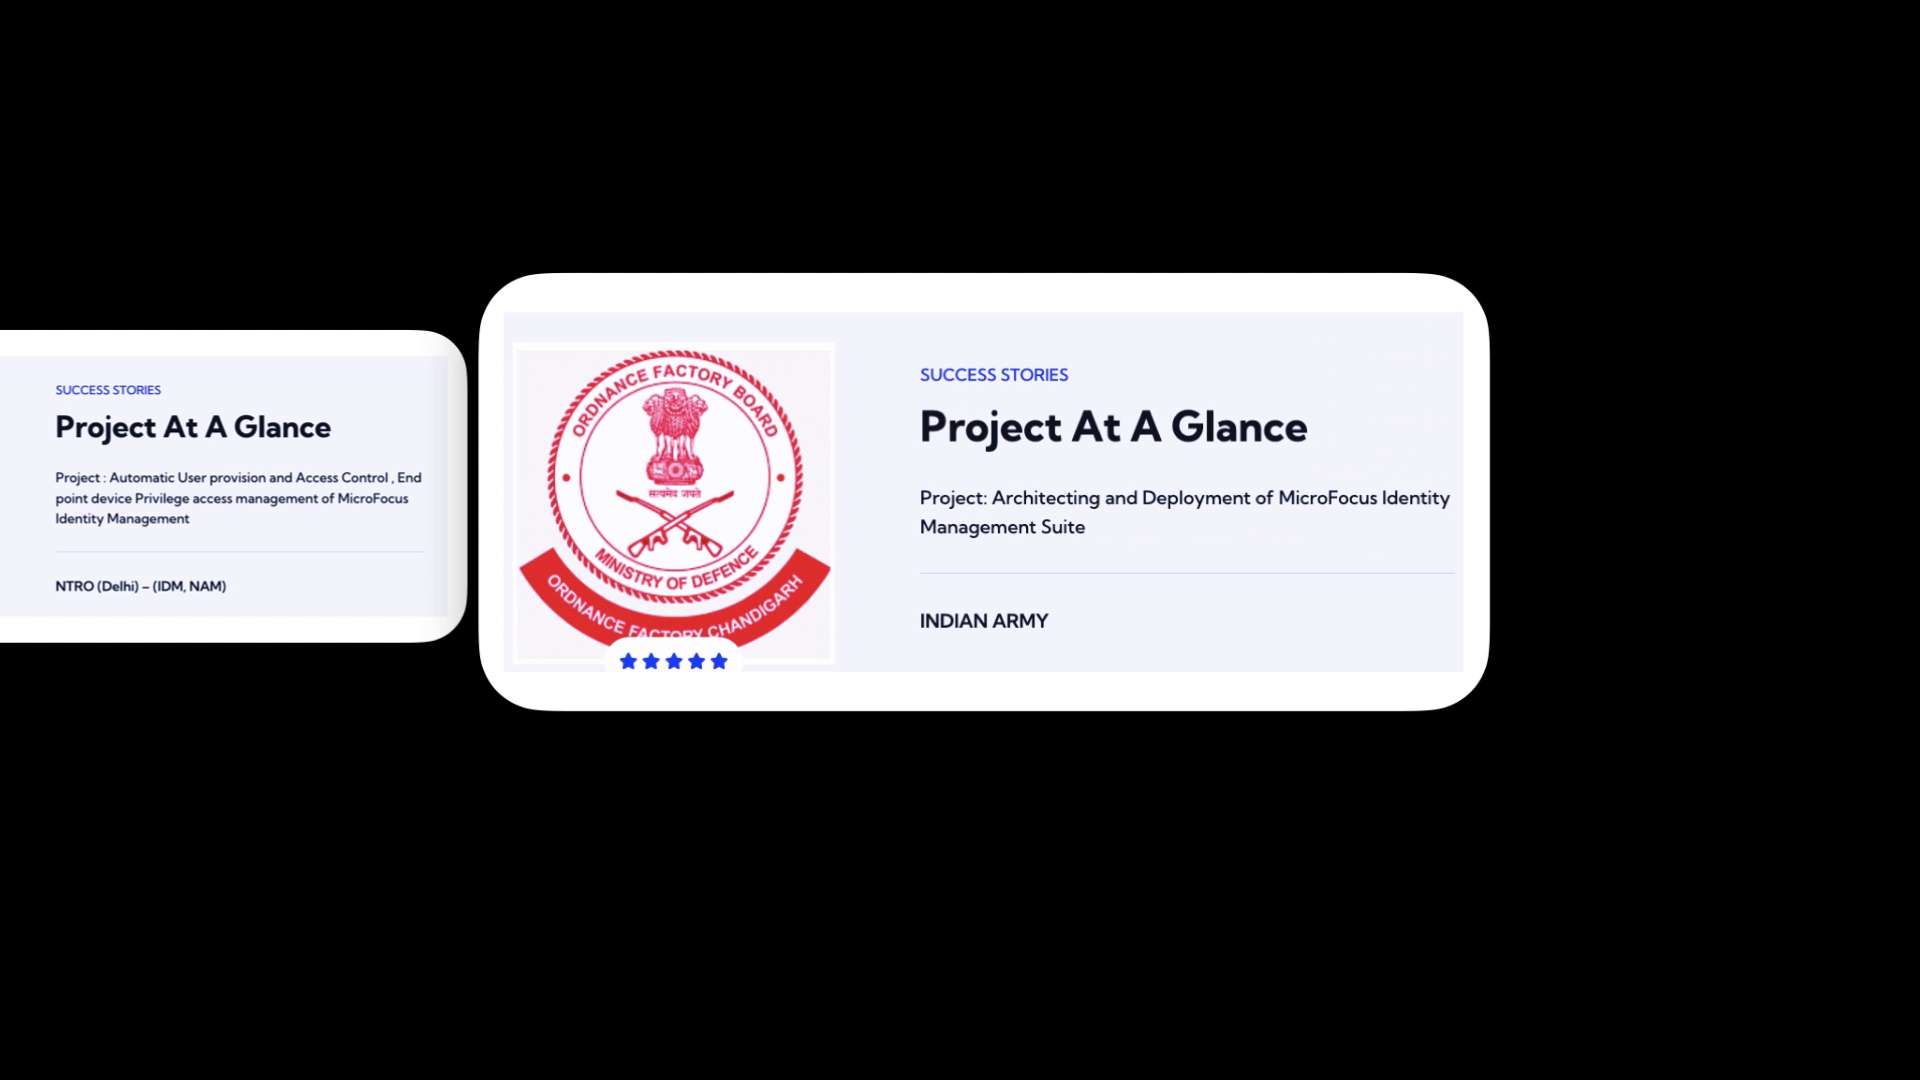 SUCCESS STORIES
Project At A Glance
Project : Automatic User provision and Access Control , End
point device Privilege access management of MicroFocus
Identity Management
NTRO (Delhi) – (IDM, NAM)
ORDNANCE FACTORY BOARD
सत्यमेव जयते
MINISTRY OF DEFENCE
ORDNANCE FACTORY CHANDIGARH
SUCCESS STORIES
Project At A Glance
Project: Architecting and Deployment of MicroFocus Identity
Management Suite
INDIAN ARMY